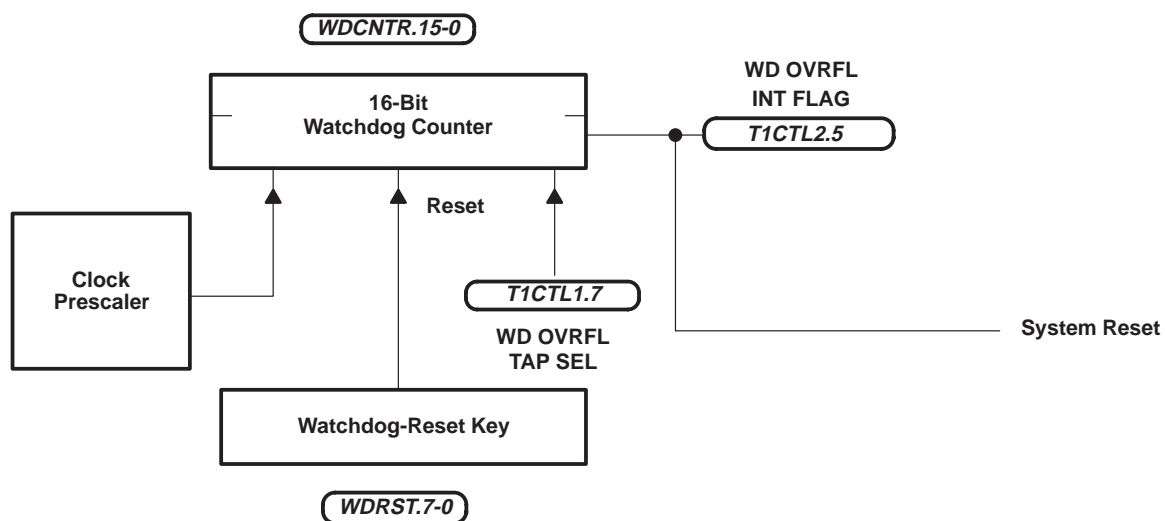 WDCNTR.15-0
16-Bit
Watchdog Counter
WD OVRFL
INT FLAG
T1CTL2.5
Reset
Clock
Prescaler
T1CTL1.7
WD OVRFL
TAP SEL
System Reset
Watchdog-Reset Key
WDRST.7-0